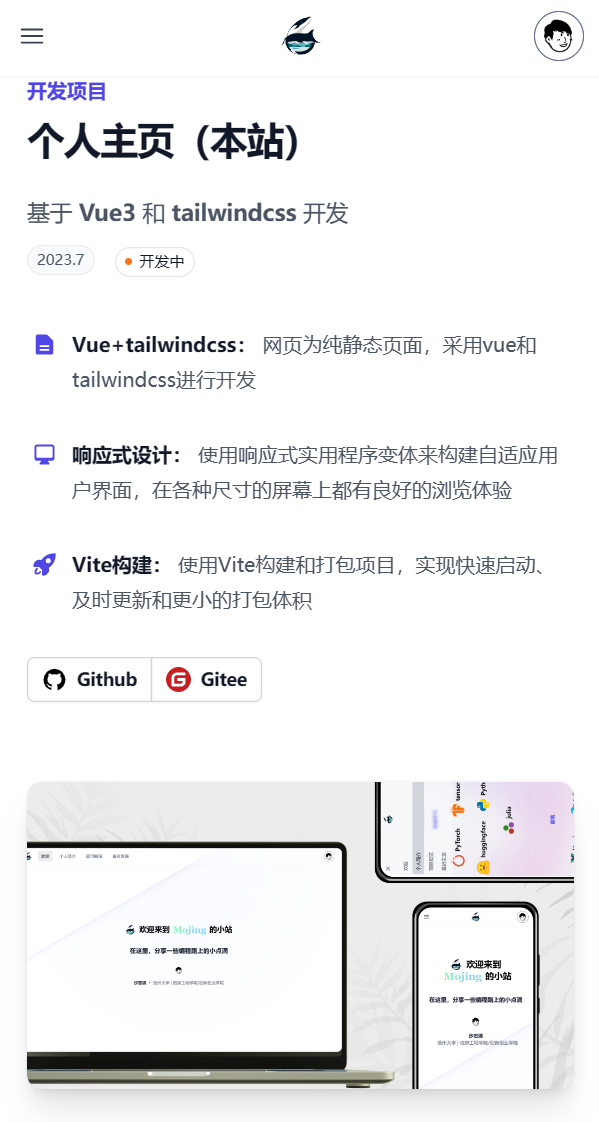 开发项目
个人主页（本站）
基于 Vue3 和 tailwindcss 开发
2023.7
开发中
Vue+tailwindcss： 网页为纯静态页面，采用vue和
tailwindcss进行开发
响应式设计： 使用响应式实用程序变体来构建自适应用
户界面，在各种尺寸的屏幕上都有良好的浏览体验
Vite构建： 使用Vite构建和打包项目，实现快速启动、
及时更新和更小的打包体积
Github
Gitee
个人简介
欢迎来到 Mojing 的小站
在这里，分享一些编程路上的小点滴
PyTorch
huggingface
julia
欢迎来到
Mojing 的小站
在这里，分享一些编程路上的小点滴